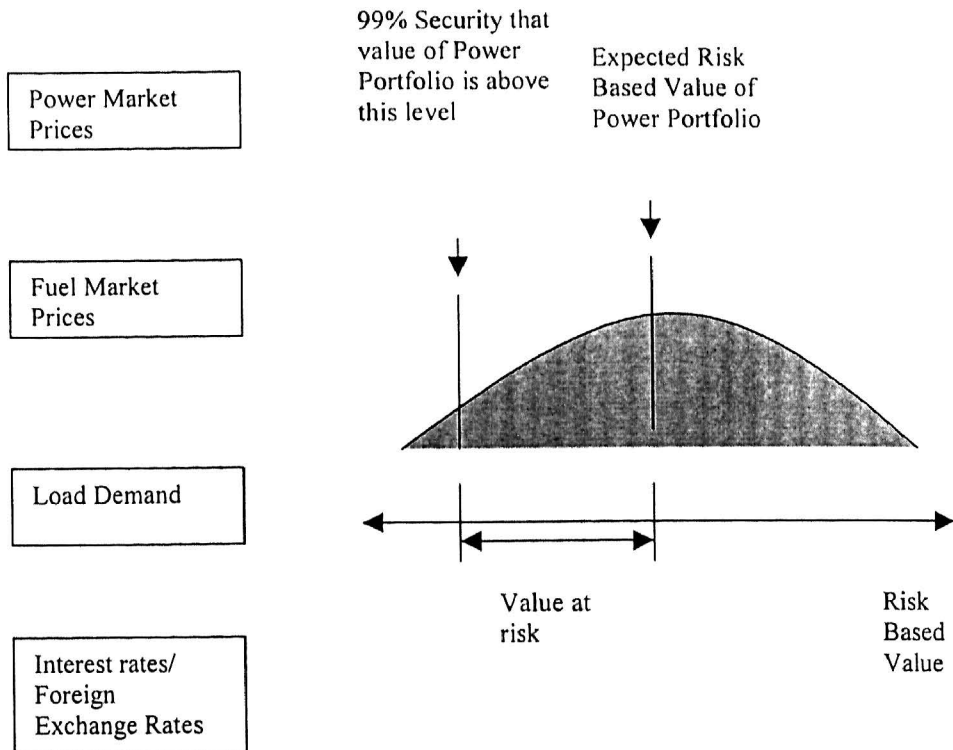 99% Security that
value of Power
Portfolio is above
this level
Expected Risk
Based Value of
Power Portfolio
Power Market
Prices
Fuel Market
Prices
Load Demand
Interest rates/
Foreign
Exchange Rates
Value at
risk
Risk
Based
Value